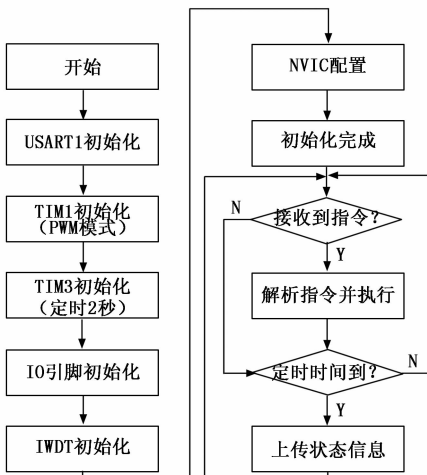 开始
USART1初始化
TIM1初始化
(PWM模式)
TIM3初始化
(定时2秒)
IO引脚初始化
IWDT初始化
NVIC配置
初始化完成
接收到指令?
N
Y
解析指令并执行
定时时间到?
N
Y
上传状态信息